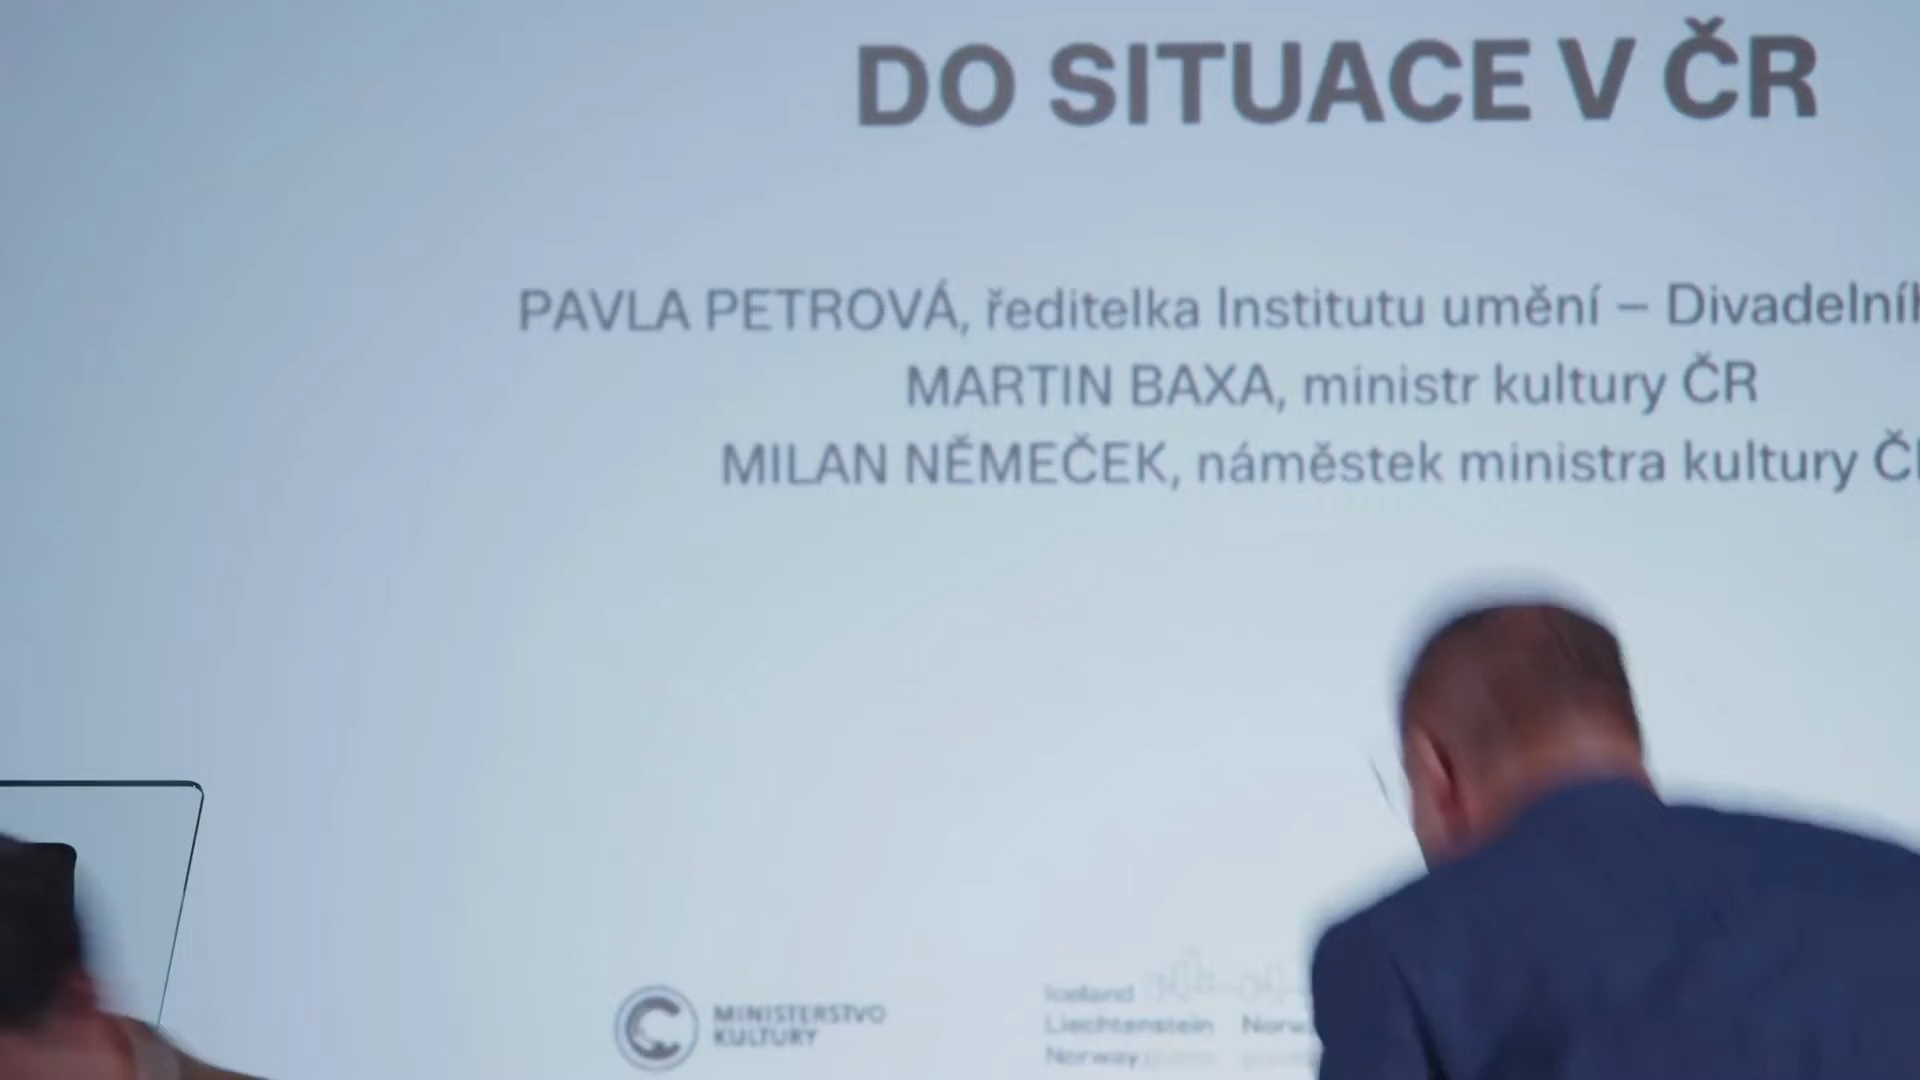 DO SITUACE V ČR
PAVLA PETROVÁ, ředitelka Institutu umění – Divadelníh
MARTIN BAXA, ministr kultury ČR
MILAN NĚMEČEK, náměstek ministra kultury Č
MINISTERSTVO
KULTURY
Iceland
Liechtenstein
Norway